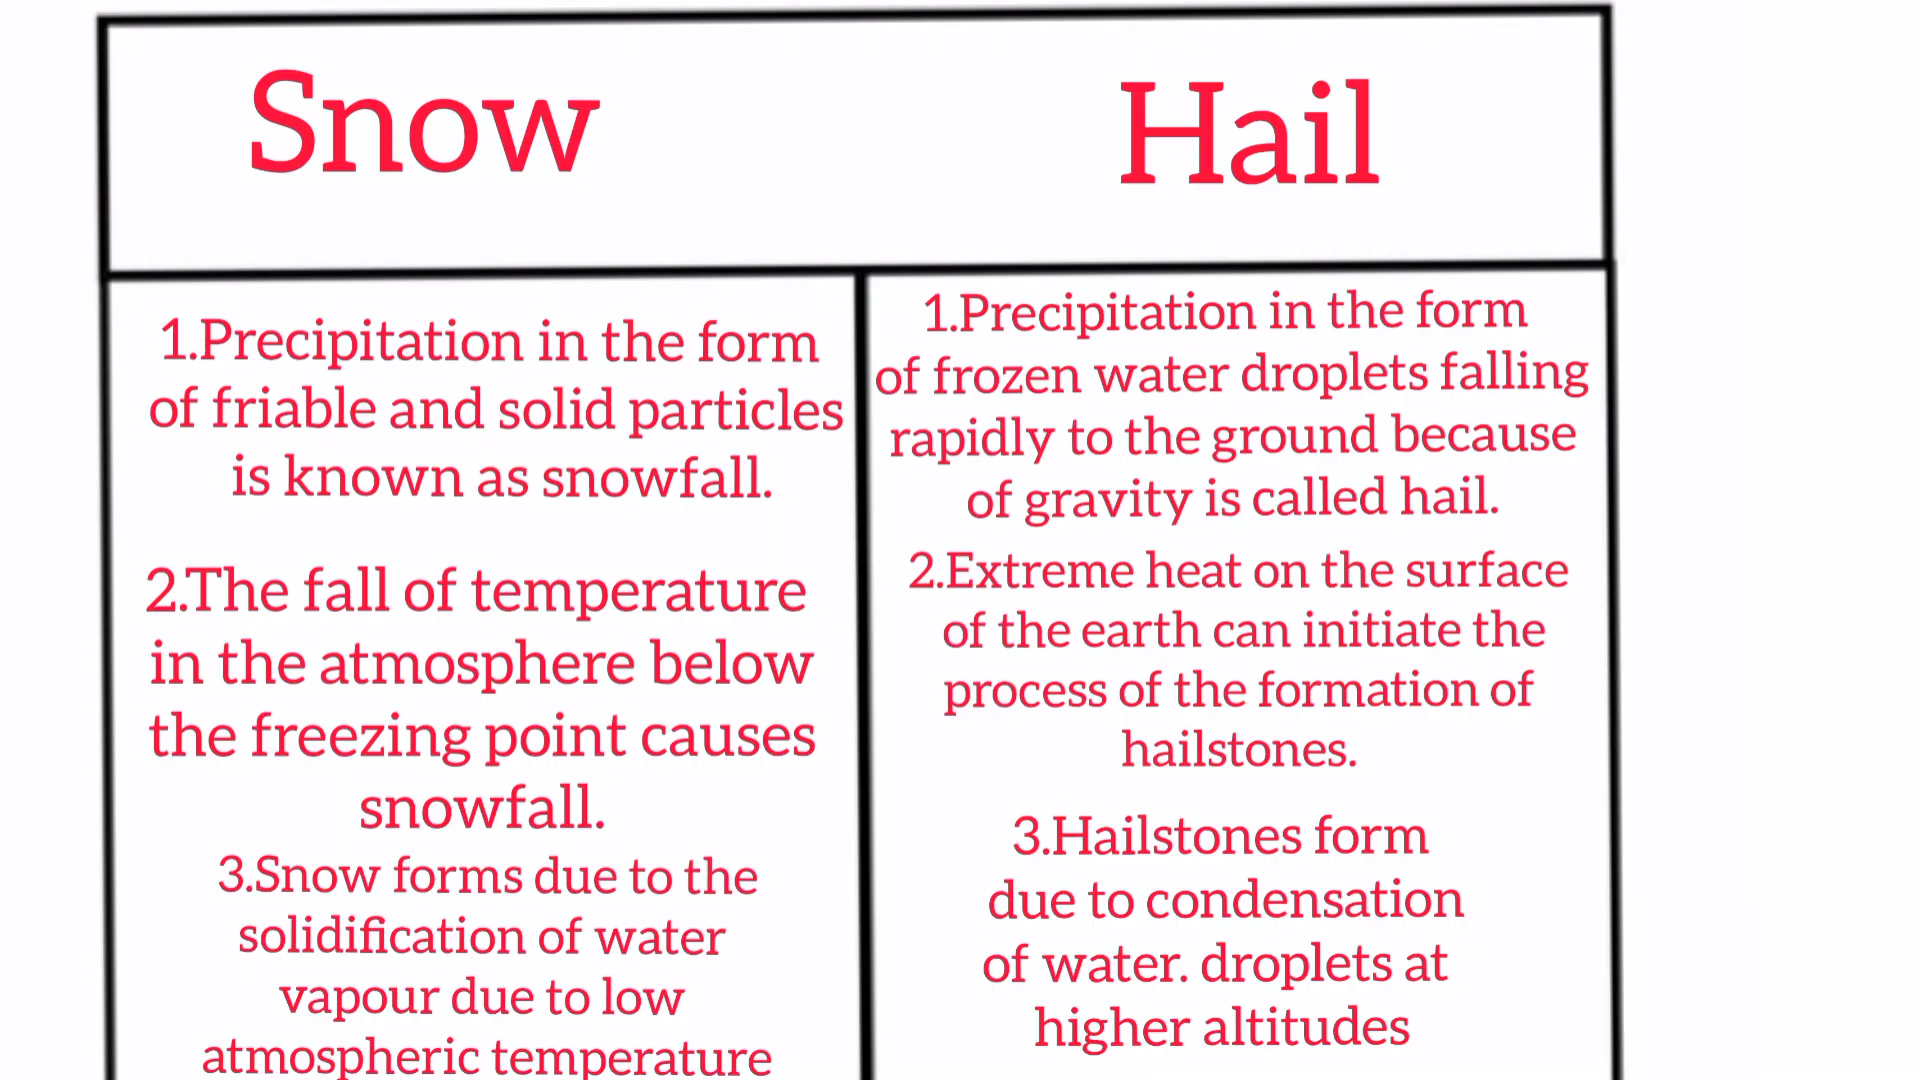 Snow
Hail
1.Precipitation in the form
of friable and solid particles
is known as snowfall.
2.The fall of temperature
in the atmosphere below
the freezing point causes
snowfall.
3.Snow forms due to the
solidification of water
vapour due to low
atmospheric temperature
1.Precipitation in the form
of frozen water droplets falling
rapidly to the ground because
of gravity is called hail.
2.Extreme heat on the surface
of the earth can initiate the
process of the formation of
hailstones.
3.Hailstones form
due to condensation
of water. droplets at
higher altitudes